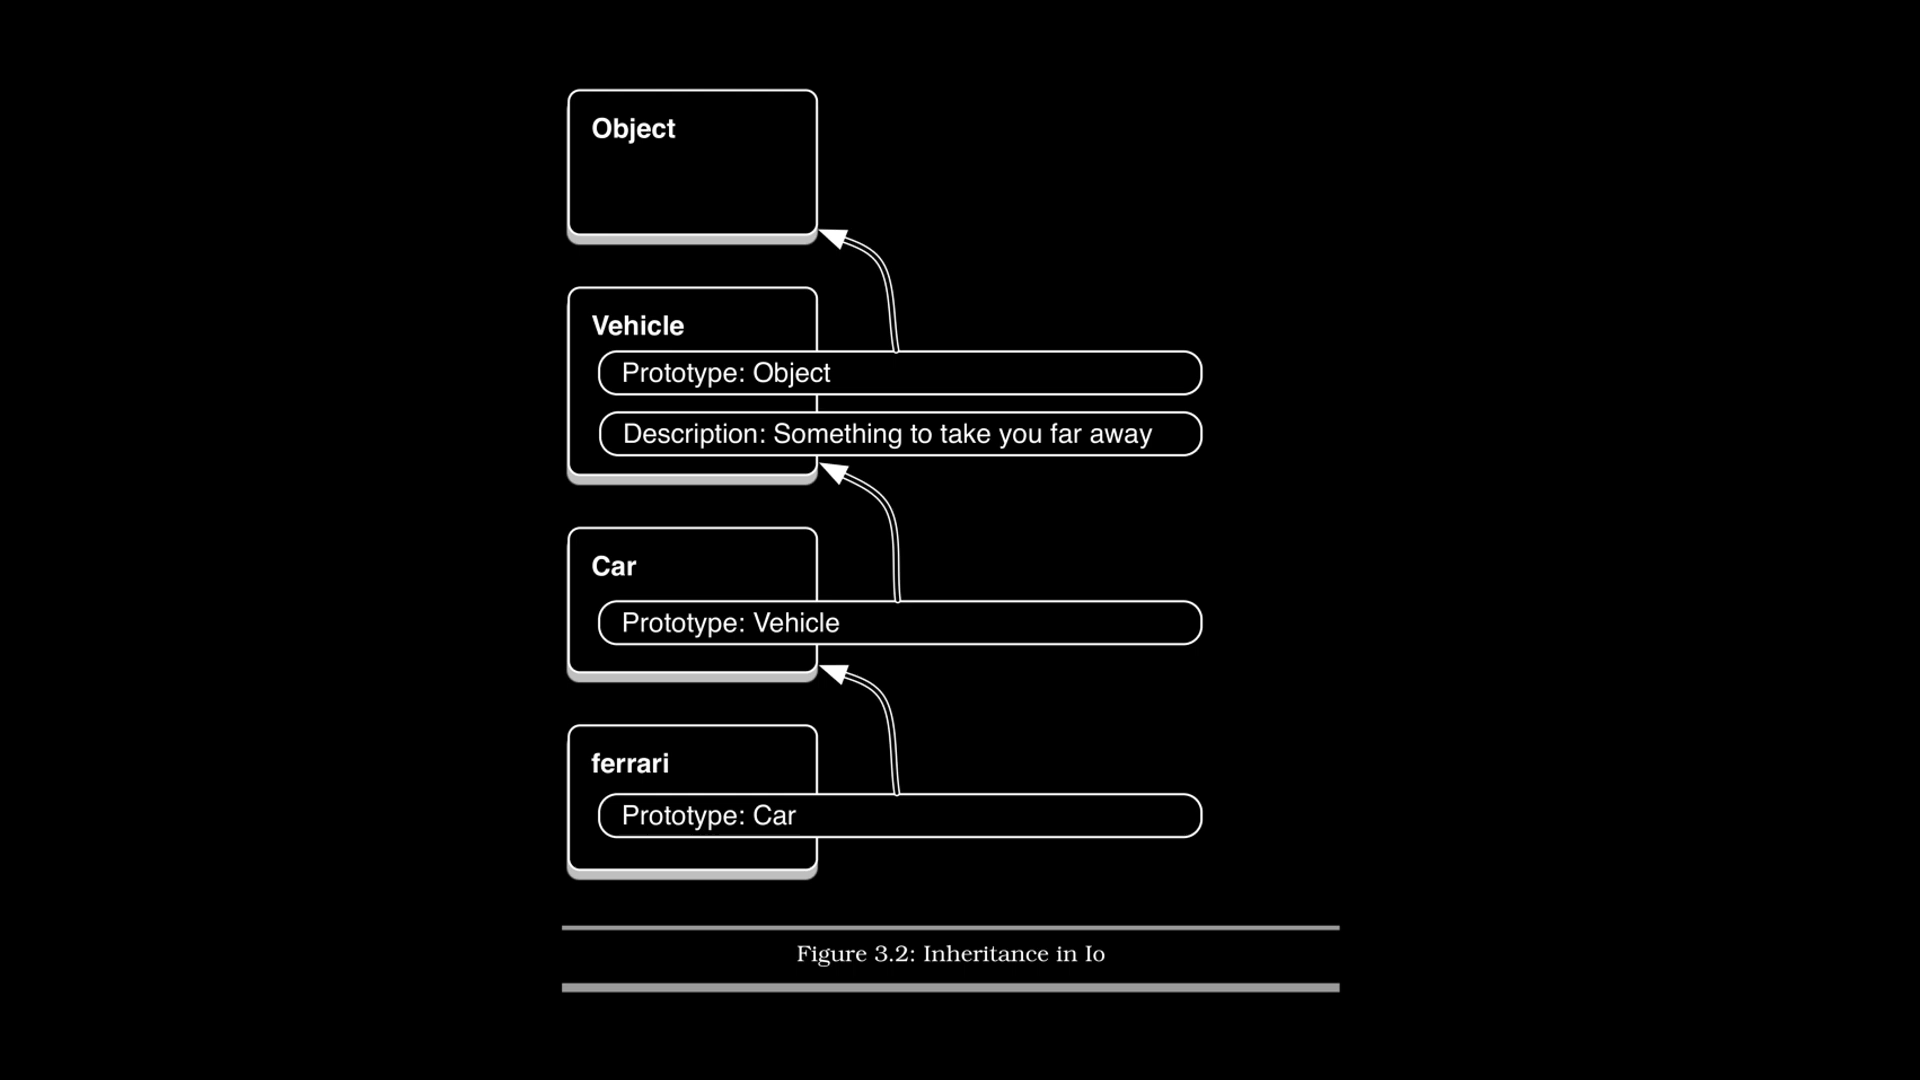 Object
Vehicle
Prototype: Object
Description: Something to take you far away
Car
Prototype: Vehicle
ferrari
Prototype: Car
Figure 3.2: Inheritance in Io